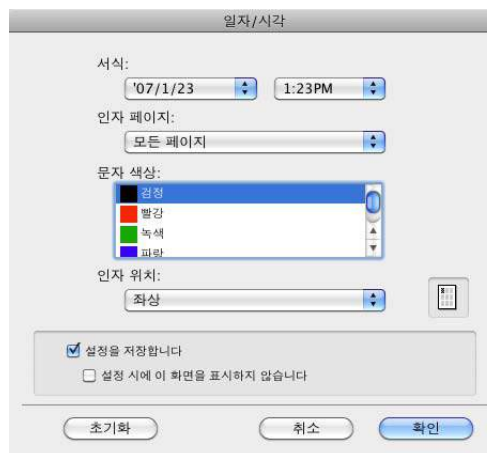 일자/시각
서식:
'07/1/23 1:23PM
인자 페이지:
모든 페이지
문자 색상:
검정
빨강
녹색
파랑
인자 위치:
좌상
설정을 저장합니다
설정 시에 이 화면을 표시하지 않습니다
초기화 취소 확인